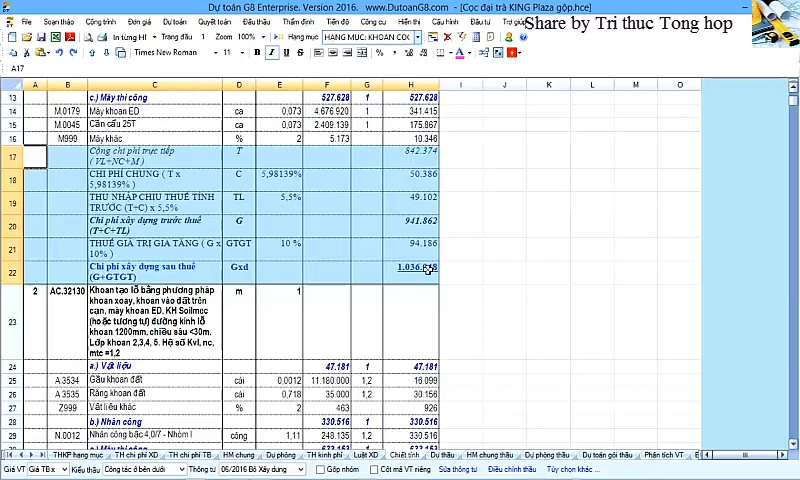 Dự toán G8 Enterprise. Version 2016. www.DutoanG8.com - [Cọc đại trà KING Plaza gộp.hce]
File Soạn thảo Công trình Đơn giá Dự toán Quyết toán Đấu thầu Thẩm định Tiến độ Công cụ Hiển thị Khách hàng Đầu tư Trợ giúp
Share by Tri thuc Tong hop
In từng HM Trang đầu 1 Zoom 100% Hạng mục HẠNG MỤC: KHOAN CỌC
Times New Roman 11 B I U
A17
A B C D E F G H I J K L M N O
13 c.) Máy thi công 527.628 1 527.628
14 M.0179 Máy khoan ED ca 0,073 4.676.920 1 341.415
15 M.0045 Cần cẩu 25T ca 0,073 2.409.139 1 175.867
16 M999 Máy khác % 2 5.173 10.346
17 Cộng chi phí trực tiếp T 842.374
( VL+NC+M )
18 CHI PHÍ CHUNG ( T x C 5,98139% 50.386
5,98139% )
19 THU NHẬP CHỊU THUẾ TÍNH TL 5,5% 49.102
TRƯỚC (T+C) x 5,5%
20 Chi phí xây dựng trước thuế G 941.862
(T+C+TL)
21 THUẾ GIÁ TRỊ GIA TĂNG ( G x GTGT 10 % 94.186
10% )
22 Chi phí xây dựng sau thuế Gxd
(G+GTGT)
23 2 AC.32130 Khoan tạo lỗ bằng phương pháp m 1
khoan xoay, khoan vào đất trên
cạn, máy khoan ED, KH Soilmec
(hoặc tương tự) đường kính lỗ
khoan 1200mm, chiều sâu <30m.
Lớp khoan 2,3,4, 5. Hệ số Kvl, nc,
mtc =1,2
24 a.) Vật liệu 47.181 1 47.181
25 A.3534 Gầu khoan đất cái 0,0012 11.180.000 1,2 16.099
26 A.3535 Răng khoan đất cái 0,718 35.000 1,2 30.156
27 Z999 Vật liệu khác % 2 463 926
28 b.) Nhân công 330.516 1 330.516
29 N.0012 Nhân công bậc 4,0/7 - Nhóm I công 1,11 248.135 1,2 330.516
THKP hạng mục TH chi phí XD TH chi phí TB HM chung Dự phòng TH kinh phí Luật XD Chiết tính Dự thầu HM chung thầu Dự phòng thầu Dự toán gói thầu Phân tích VT
Giá VT Giá TB x Kiểu thầu Công tác ở bên dưới Thông tư 06/2016 Bộ Xây dựng Gộp nhóm Cột mã VT riêng Sửa thông tư Điều chỉnh thầu Tùy chọn khác ...